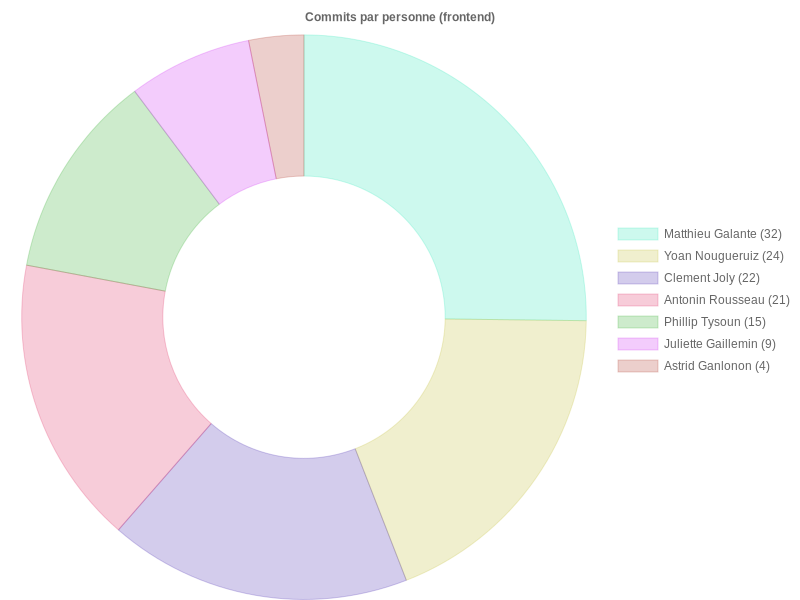 Commits par personne (frontend)
Matthieu Galante (32)
Yoan Nougueruiz (24)
Clement Joly (22)
Antonin Rousseau (21)
Phillip Tysoun (15)
Juliette Gaillemin (9)
Astrid Ganlonon (4)